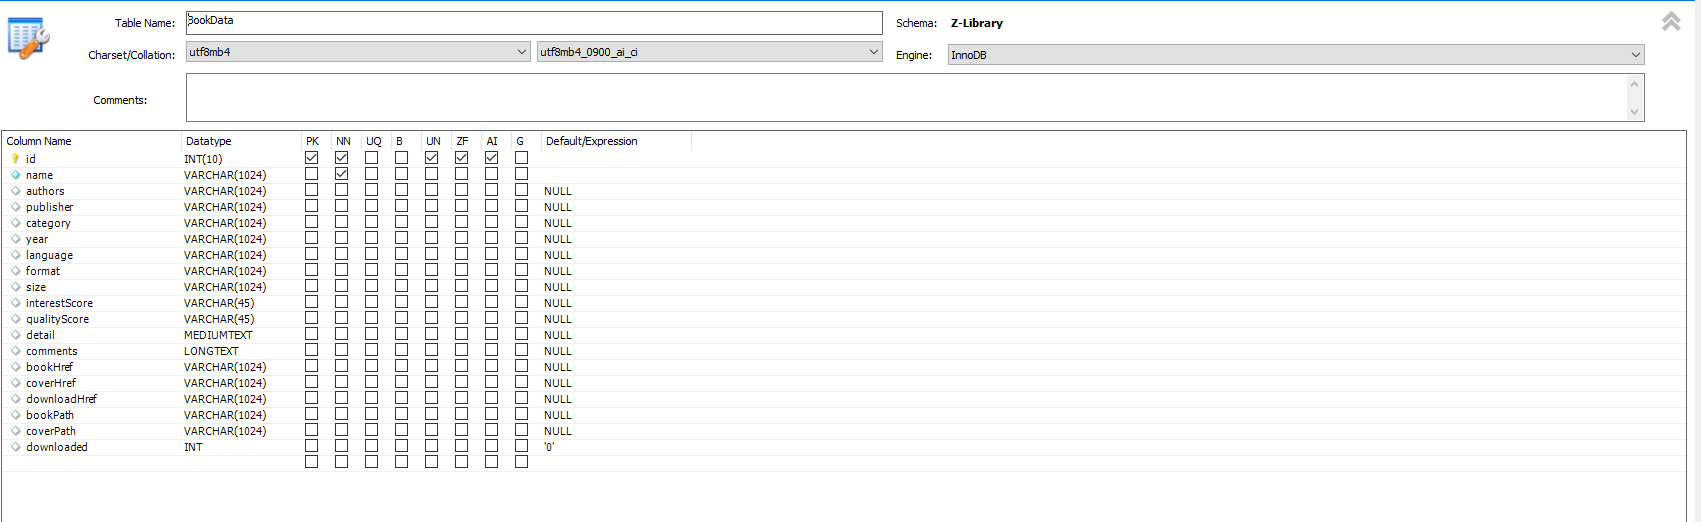 Table Name: BookData Schema: Z-Library
Charset/Collation: utf8mb4 utf8mb4_0900_ai_ci Engine: InnoDB
Comments:
Column Name Datatype PK NN UQ B UN ZF AI G Default/Expression
id INT(10)
name VARCHAR(1024)
authors VARCHAR(1024) NULL
publisher VARCHAR(1024) NULL
category VARCHAR(1024) NULL
year VARCHAR(1024) NULL
language VARCHAR(1024) NULL
format VARCHAR(1024) NULL
size VARCHAR(1024) NULL
interestScore VARCHAR(45) NULL
qualityScore VARCHAR(45) NULL
detail MEDIUMTEXT NULL
comments LONGTEXT NULL
bookHref VARCHAR(1024) NULL
coverHref VARCHAR(1024) NULL
downloadHref VARCHAR(1024) NULL
bookPath VARCHAR(1024) NULL
coverPath VARCHAR(1024) NULL
downloaded INT '0'